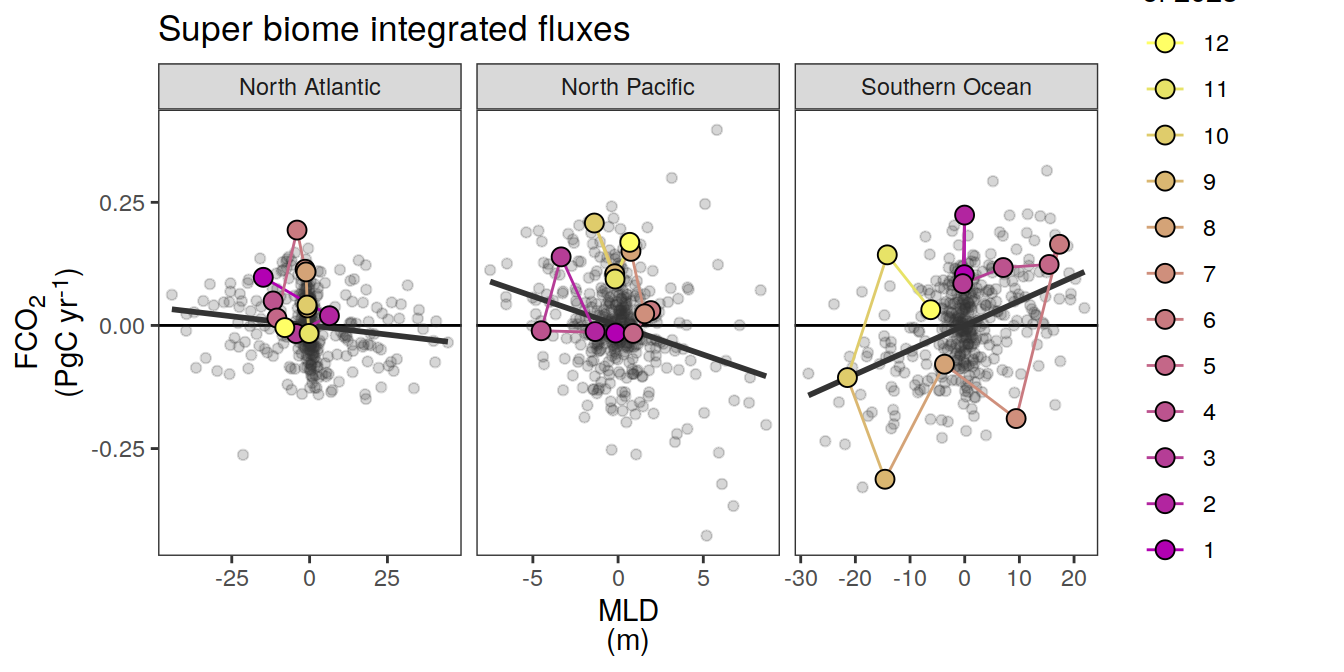 Super biome integrated fluxes
North Atlantic
North Pacific
Southern Ocean
0.25
0.00
-0.25
FCO₂
(PgC yr⁻¹)
-25 0 25
-5 0 5
-30 -20 -10 0 10 20
MLD
(m)
12
11
10
9
8
7
6
5
4
3
2
1